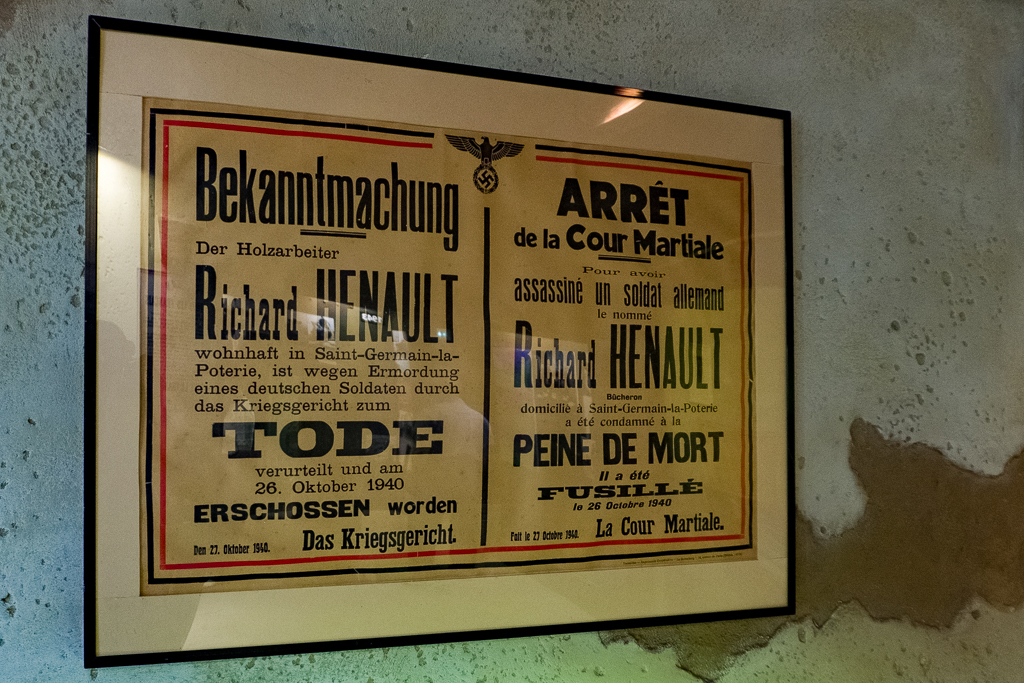 Bekanntmachung
Der Holzarbeiter
Richard HENAULT
wohnhaft in Saint-Germain-la-
Poterie, ist wegen Ermordung
eines deutschen Soldaten durch
das Kriegsgericht zum
TODE
verurteilt und am
26. Oktober 1940
ERSCHOSSEN worden
Das Kriegsgericht.
Den 27. Oktober 1940.
ARRÊT
de la Cour Martiale
Pour avoir
assassiné un soldat allemand
le nommé
Richard HENAULT
Bûcheron
domicilié à Saint-Germain-la-Poterie
a été condamné à la
PEINE DE MORT
Il a été
FUSILLÉ
le 26 Octobre 1940
La Cour Martiale.
Fait le 27 Octobre 1940.